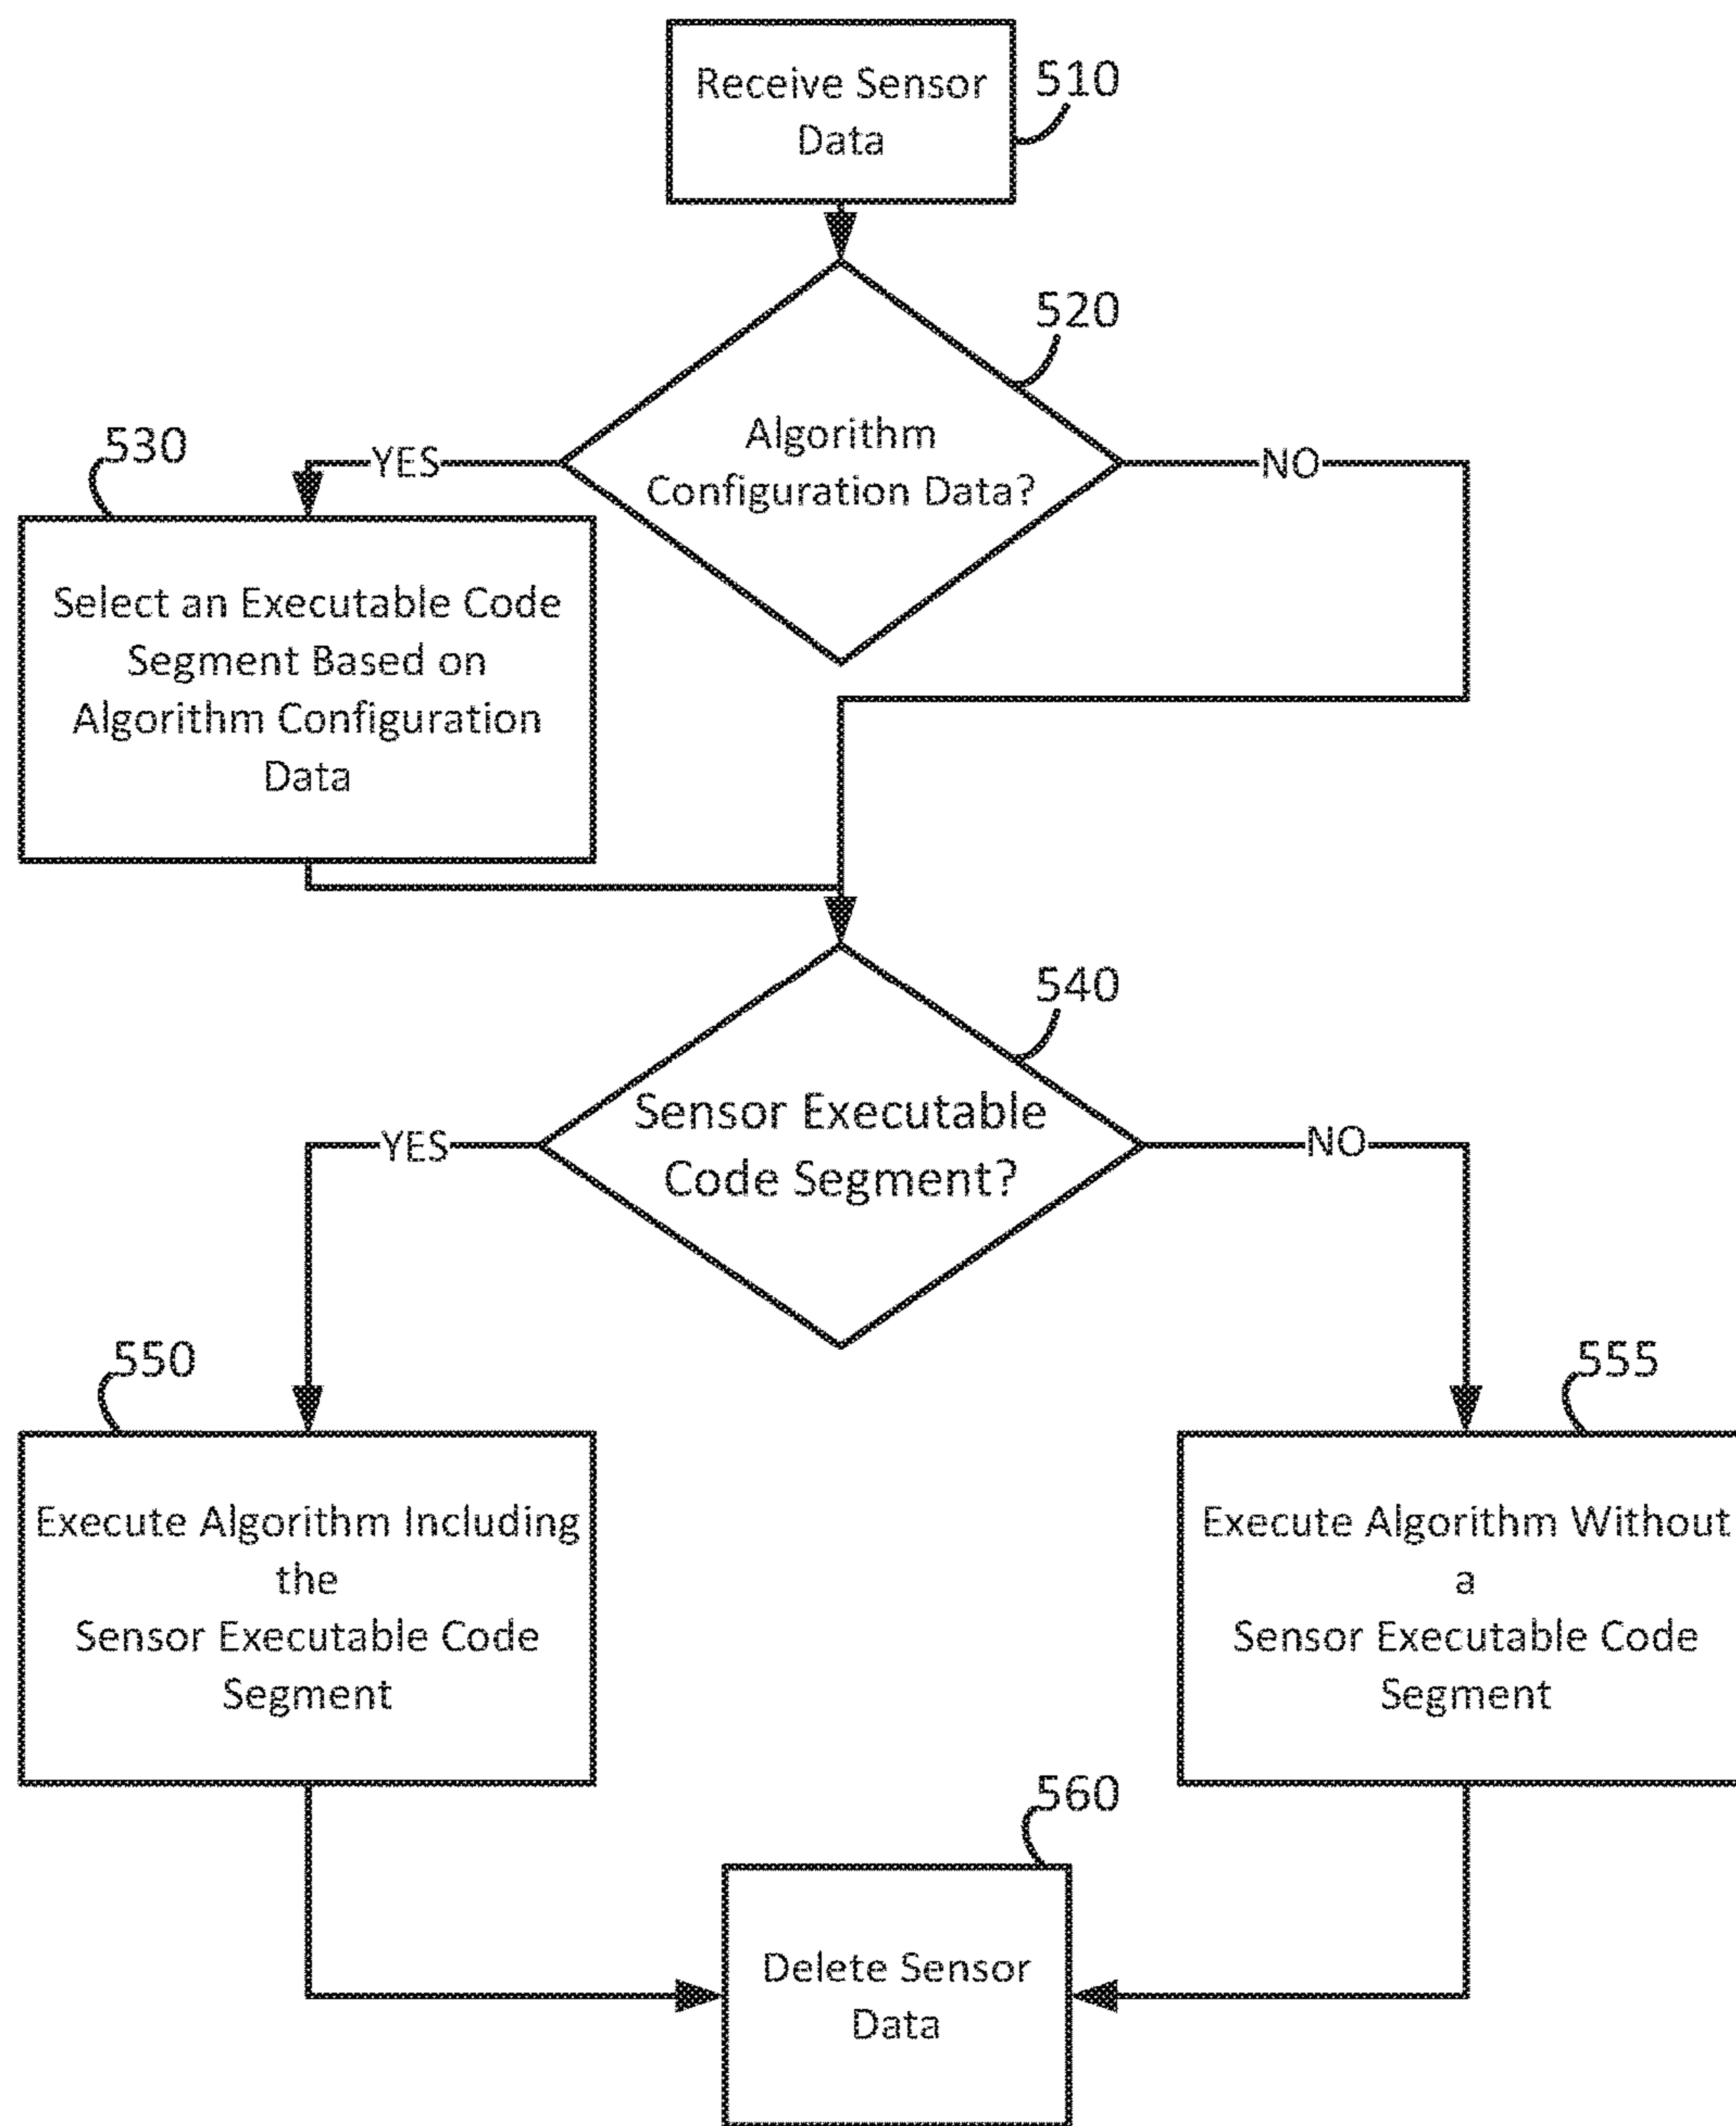 Receive Sensor
Data
510
520
Algorithm
Configuration Data?
YES
NO
530
Select an Executable Code
Segment Based on
Algorithm Configuration
Data
540
Sensor Executable
Code Segment?
YES
NO
550
555
Execute Algorithm Including
the
Sensor Executable Code
Segment
Execute Algorithm Without
a
Sensor Executable Code
Segment
560
Delete Sensor
Data